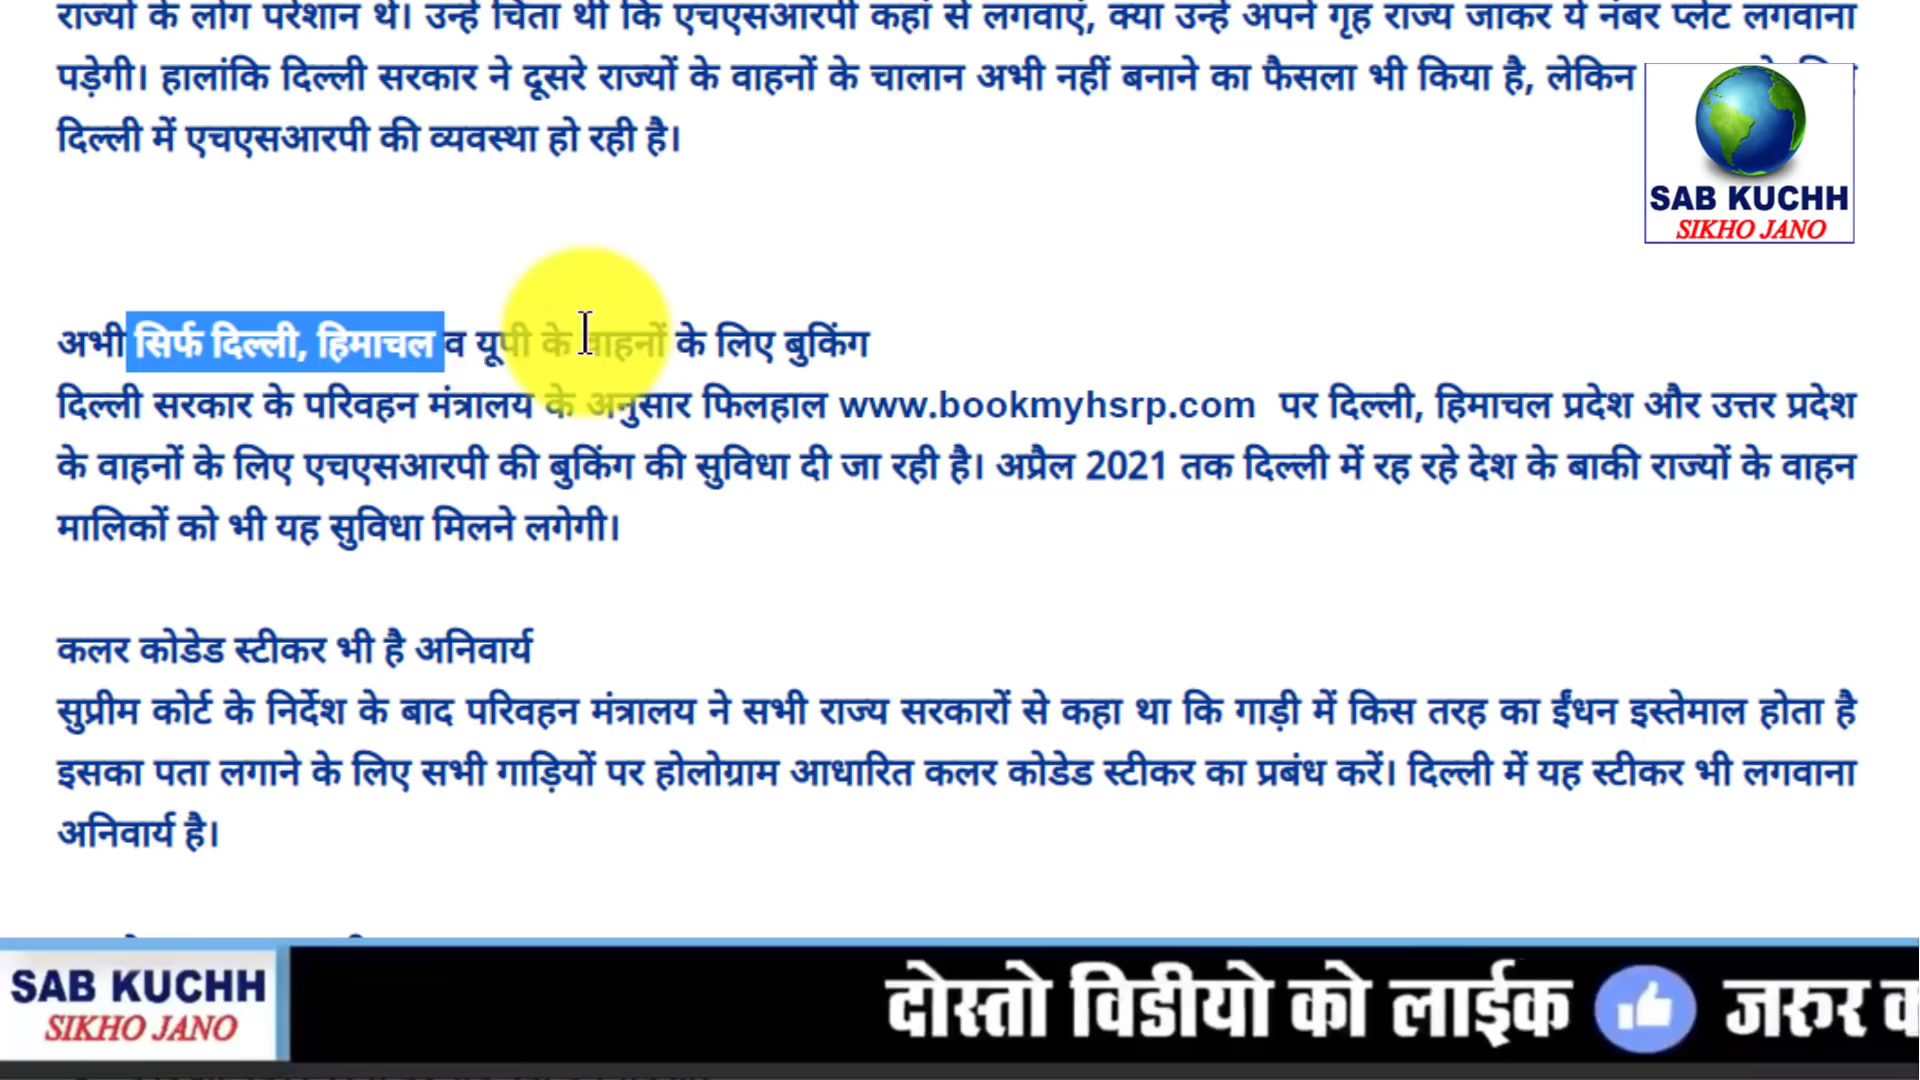 राज्यों के लोग परेशान थे। उन्हें चिंता थी कि एचएसआरपी कहां से लगवाएं, क्या उन्हें अपने गृह राज्य जाकर ये नंबर प्लेट लगवाना
पड़ेगी। हालांकि दिल्ली सरकार ने दूसरे राज्यों के वाहनों के चालान अभी नहीं बनाने का फैसला भी किया है, लेकिन
दिल्ली में एचएसआरपी की व्यवस्था हो रही है।
SAB KUCHH
SIKHO JANO
अभी सिर्फ दिल्ली, हिमाचल व यूपी के वाहनों के लिए बुकिंग
दिल्ली सरकार के परिवहन मंत्रालय के अनुसार फिलहाल www.bookmyhsrp.com पर दिल्ली, हिमाचल प्रदेश और उत्तर प्रदेश
के वाहनों के लिए एचएसआरपी की बुकिंग की सुविधा दी जा रही है। अप्रैल 2021 तक दिल्ली में रह रहे देश के बाकी राज्यों के वाहन
मालिकों को भी यह सुविधा मिलने लगेगी।
कलर कोडेड स्टीकर भी है अनिवार्य
सुप्रीम कोर्ट के निर्देश के बाद परिवहन मंत्रालय ने सभी राज्य सरकारों से कहा था कि गाड़ी में किस तरह का ईंधन इस्तेमाल होता है
इसका पता लगाने के लिए सभी गाड़ियों पर होलोग्राम आधारित कलर कोडेड स्टीकर का प्रबंध करें। दिल्ली में यह स्टीकर भी लगवाना
अनिवार्य है।
SAB KUCHH
SIKHO JANO
दोस्तो विडीयो को लाईक जरुर